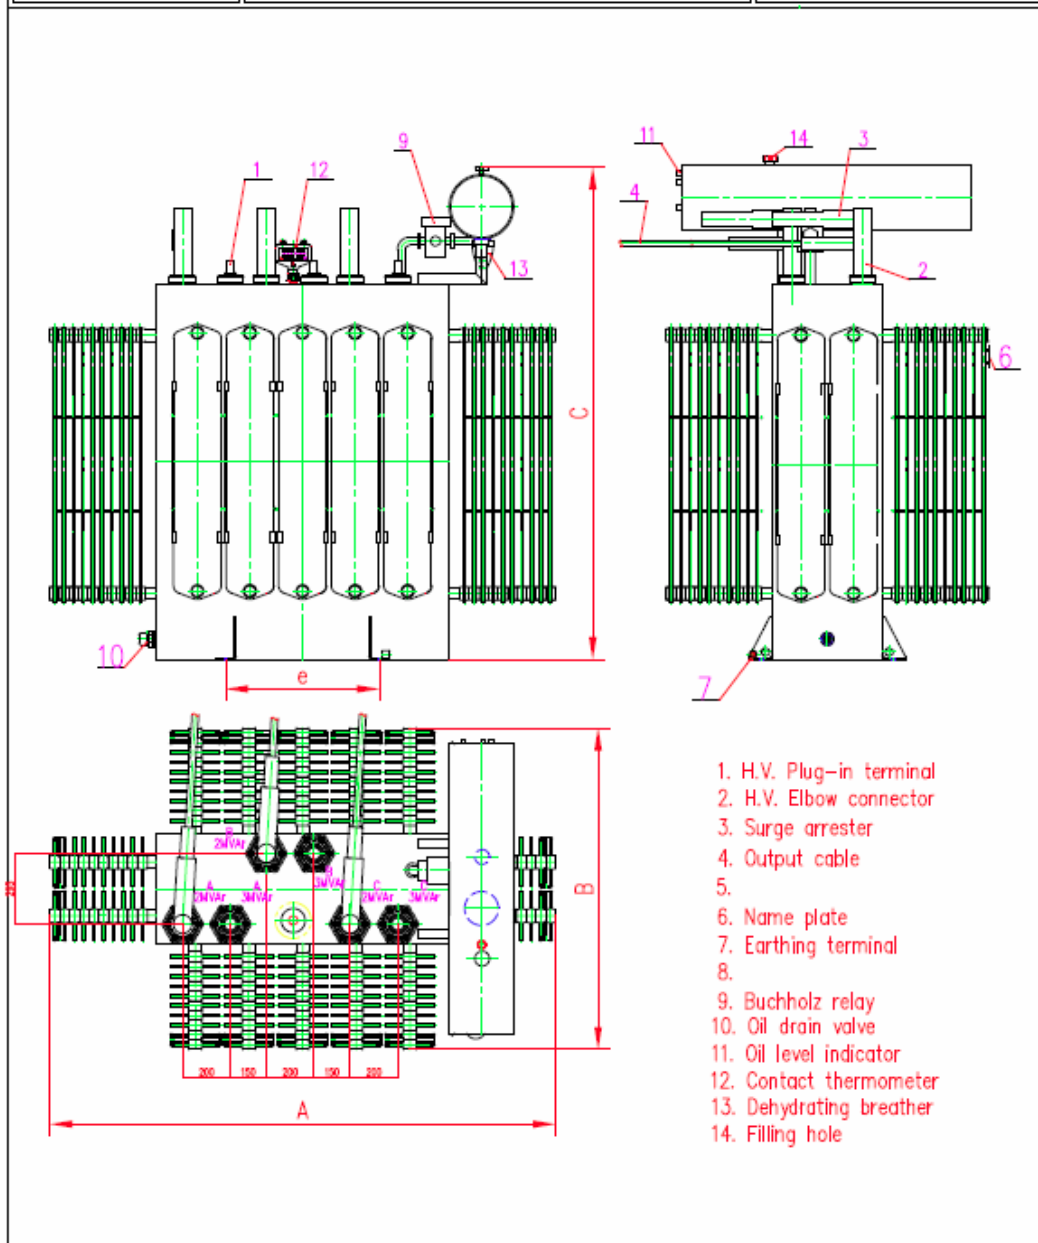 1
12
9
11
14
3
4
13
2
6
C
10
7
e
B
2MVAr
B
3MVAr
A
2MVAr
A
3MVAr
C
2MVAr
3MVAr
B
200
150
200
150
200
A
1. H.V. Plug-in terminal
2. H.V. Elbow connector
3. Surge arrester
4. Output cable
5.
6. Name plate
7. Earthing terminal
8.
9. Buchholz relay
10. Oil drain valve
11. Oil level indicator
12. Contact thermometer
13. Dehydrating breather
14. Filling hole